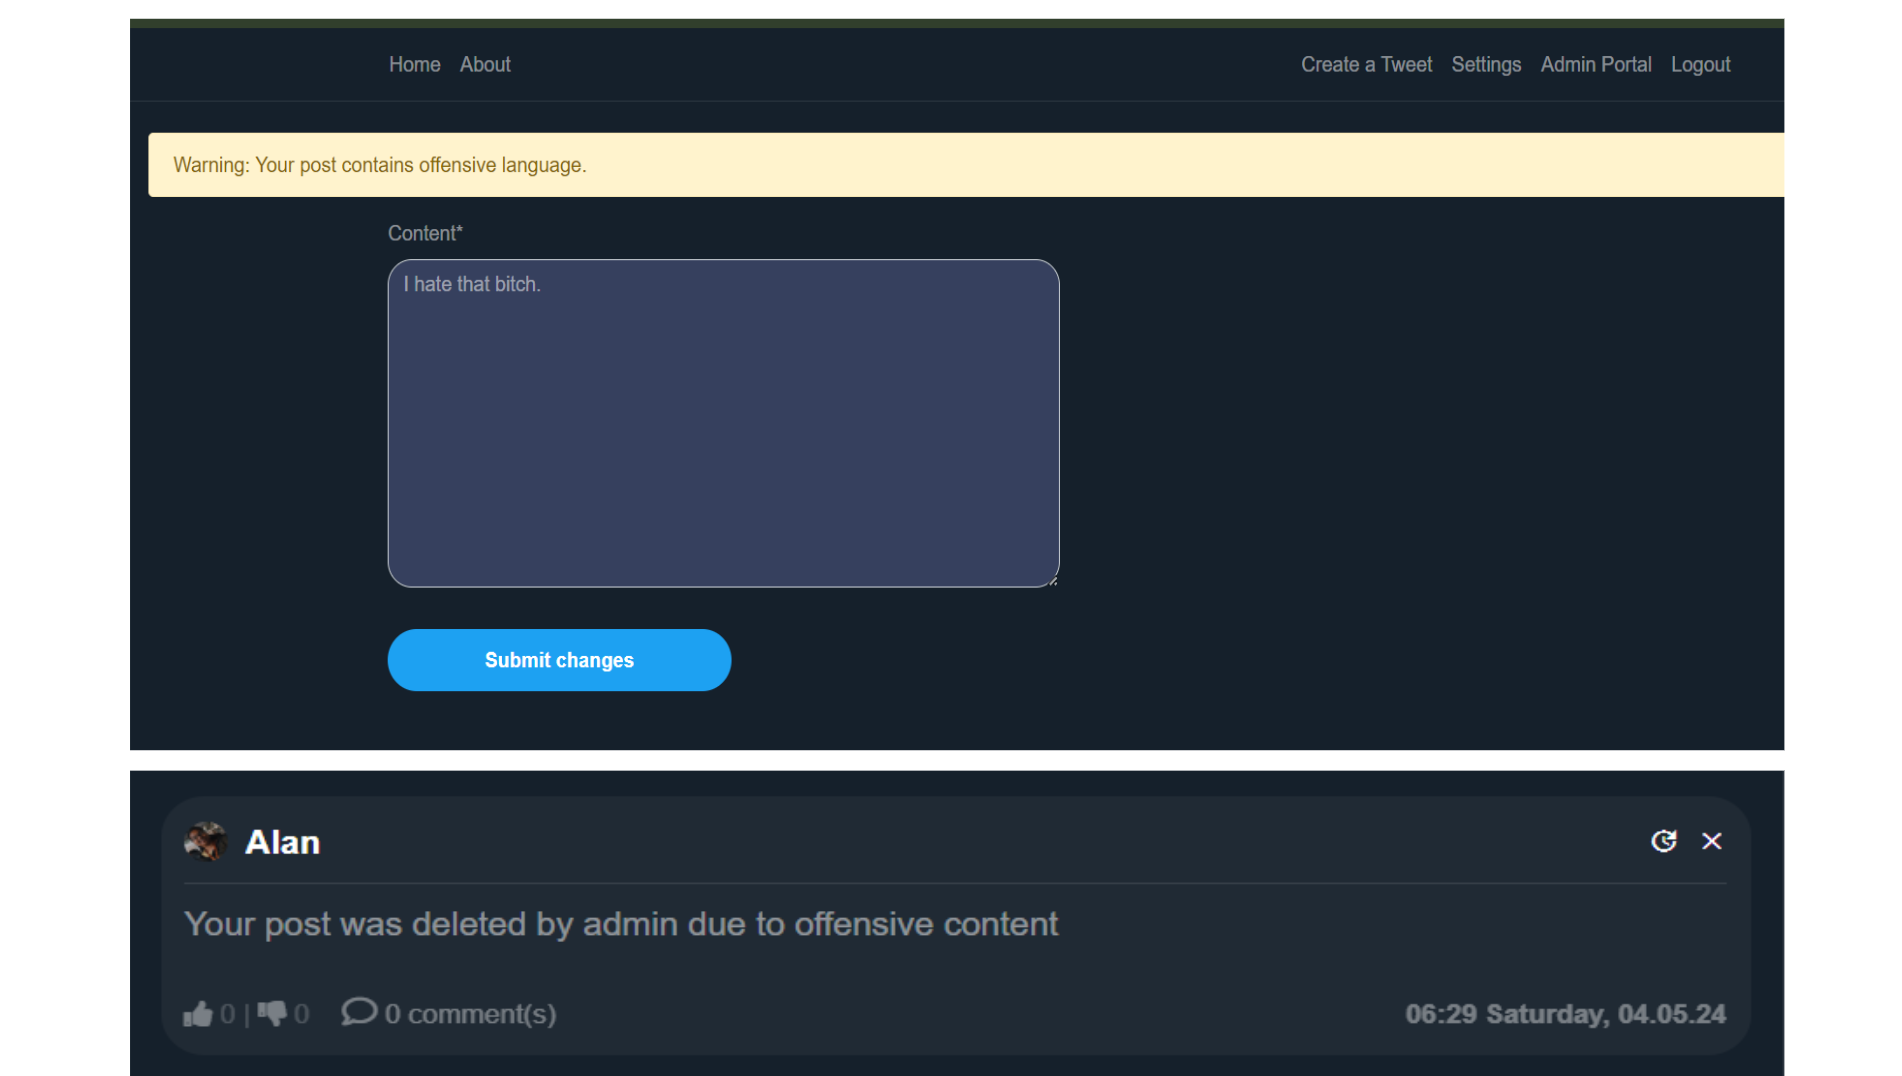 Home About Create a Tweet Settings Admin Portal Logout
Warning: Your post contains offensive language.
Content*
I hate that bitch.
Submit changes
Alan
Your post was deleted by admin due to offensive content
0 | 0 0 comment(s) 06:29 Saturday, 04.05.24